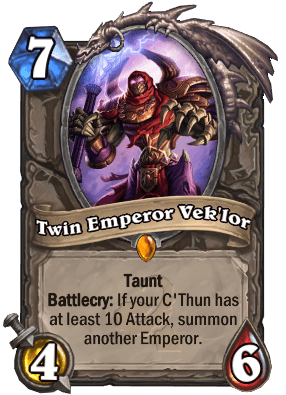 7
Twin Emperor Vek'lor
Taunt
Battlecry: If your C'Thun has
at least 10 Attack, summon
another Emperor.
4
6